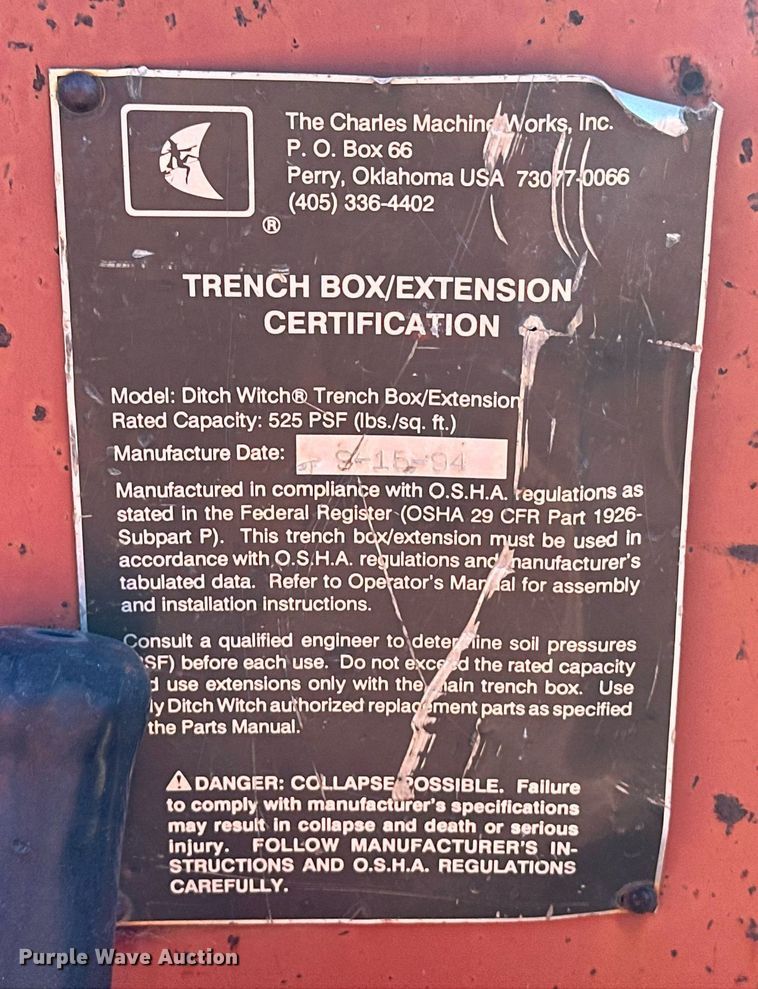 The Charles Machine Works, Inc.
P. O. Box 66
Perry, Oklahoma USA 73077-0066
(405) 336-4402
®
TRENCH BOX/EXTENSION
CERTIFICATION
Model: Ditch Witch® Trench Box/Extension
Rated Capacity: 525 PSF (lbs./sq. ft.)
Manufacture Date: 9-15-94
Manufactured in compliance with O.S.H.A. regulations as
stated in the Federal Register (OSHA 29 CFR Part 1926-
Subpart P). This trench box/extension must be used in
accordance with O.S.H.A. regulations and manufacturer's
tabulated data. Refer to Operator's Manual for assembly
and installation instructions.
Consult a qualified engineer to determine soil pressures
SF) before each use. Do not exceed the rated capacity
d use extensions only with the main trench box. Use
ly Ditch Witch authorized replacement parts as specified
the Parts Manual.
DANGER: COLLAPSE POSSIBLE. Failure
to comply with manufacturer's specifications
may result in collapse and death or serious
injury. FOLLOW MANUFACTURER'S IN-
STRUCTIONS AND O.S.H.A. REGULATIONS
CAREFULLY.
Purple Wave Auction